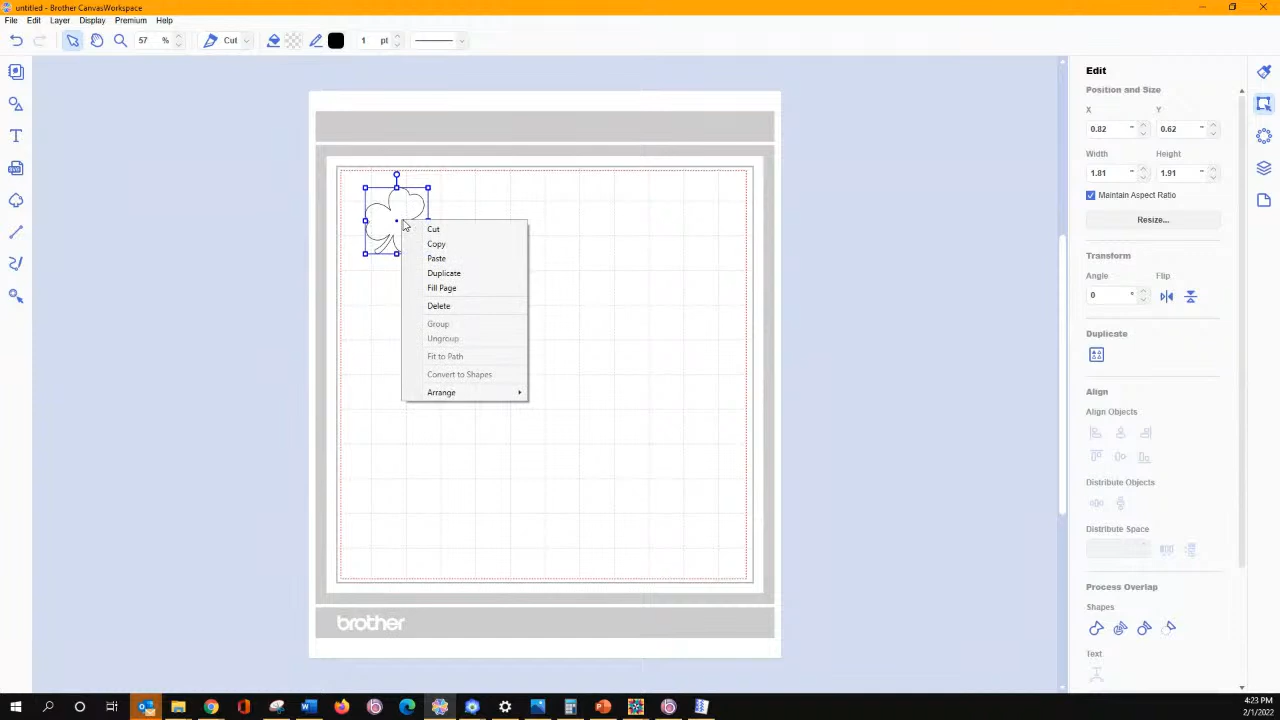 untitled - Brother CanvasWorkspace
File Edit Layer Display Premium Help
57 % Cut 1 pt
Edit
Position and Size
X Y
0.82 " 0.62 "
Width Height
1.81 " 1.91 "
Maintain Aspect Ratio
Resize...
Transform
Angle Flip
0 °
Duplicate
Align
Align Objects
Distribute Objects
Distribute Space
Process Overlap
Shapes
Text
Cut
Copy
Paste
Duplicate
Fill Page
Delete
Group
Ungroup
Fit to Path
Convert to Shapes
Arrange
brother
4:23 PM
2/1/2022